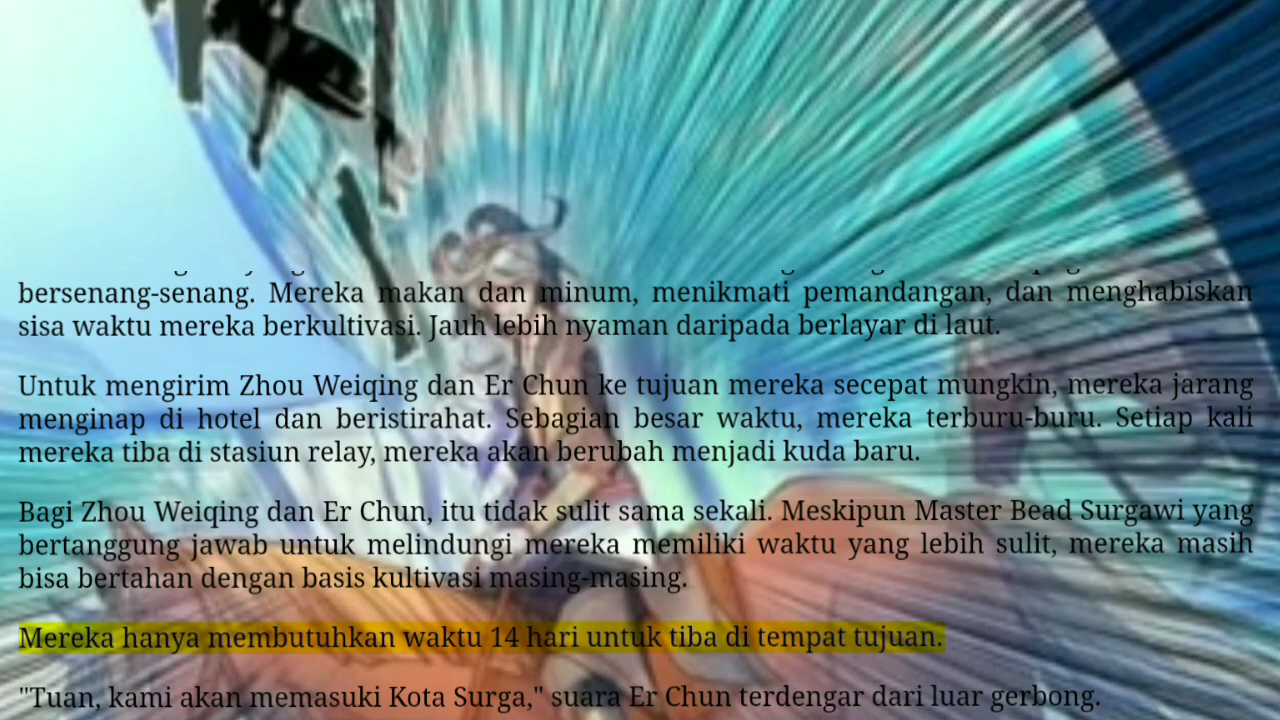 bersenang-senang. Mereka makan dan minum, menikmati pemandangan, dan menghabiskan
sisa waktu mereka berkultivasi. Jauh lebih nyaman daripada berlayar di laut.
Untuk mengirim Zhou Weiqing dan Er Chun ke tujuan mereka secepat mungkin, mereka jarang
menginap di hotel dan beristirahat. Sebagian besar waktu, mereka terburu-buru. Setiap kali
mereka tiba di stasiun relay, mereka akan berubah menjadi kuda baru.
Bagi Zhou Weiqing dan Er Chun, itu tidak sulit sama sekali. Meskipun Master Bead Surgawi yang
bertanggung jawab untuk melindungi mereka memiliki waktu yang lebih sulit, mereka masih
bisa bertahan dengan basis kultivasi masing-masing.
Mereka hanya membutuhkan waktu 14 hari untuk tiba di tempat tujuan.
"Tuan, kami akan memasuki Kota Surga," suara Er Chun terdengar dari luar gerbong.